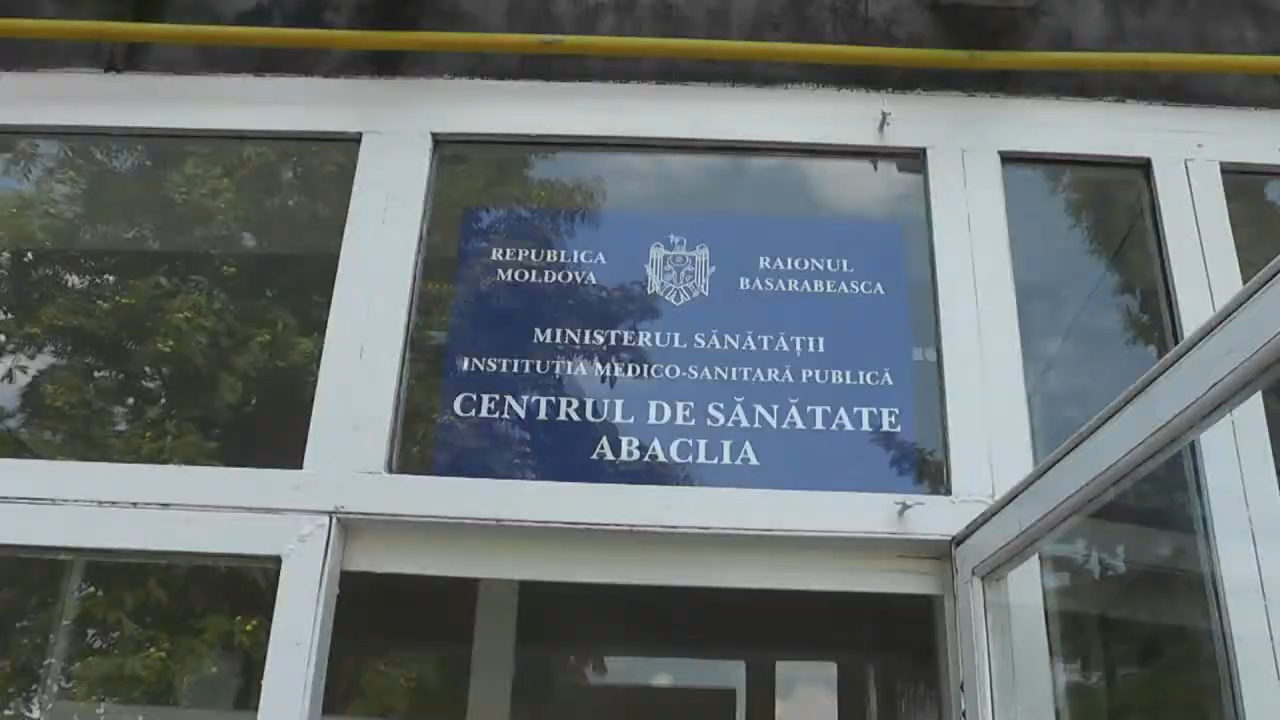 REPUBLICA
MOLDOVA
RAIONUL
BASARABEASCA
MINISTERUL SĂNĂTĂȚII
INSTITUȚIA MEDICO-SANITARĂ PUBLICĂ
CENTRUL DE SĂNĂTATE
ABACLIA